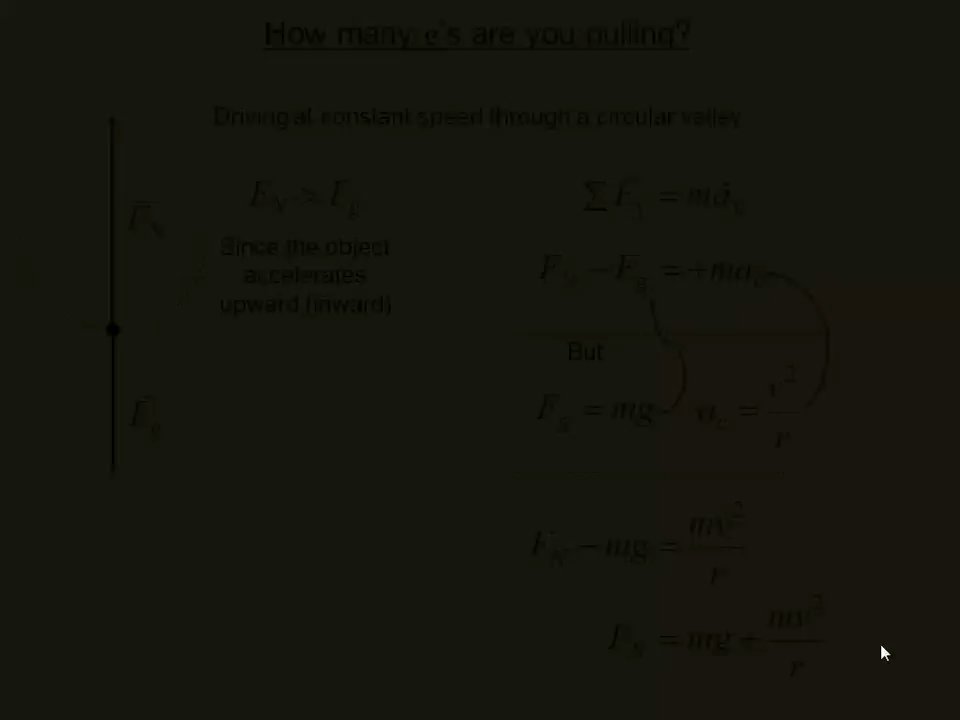 How many g's are you pulling?
Driving at constant speed through a circular valley
F_N > F_g
Since the object
accelerates
upward (inward)
F_N
F_g
∑ F_y = ma_y
F_N − F_g = +ma_c
But
F_g = mg a_c = v²/r
F_N − mg = mv²/r
F_N = mg + mv²/r